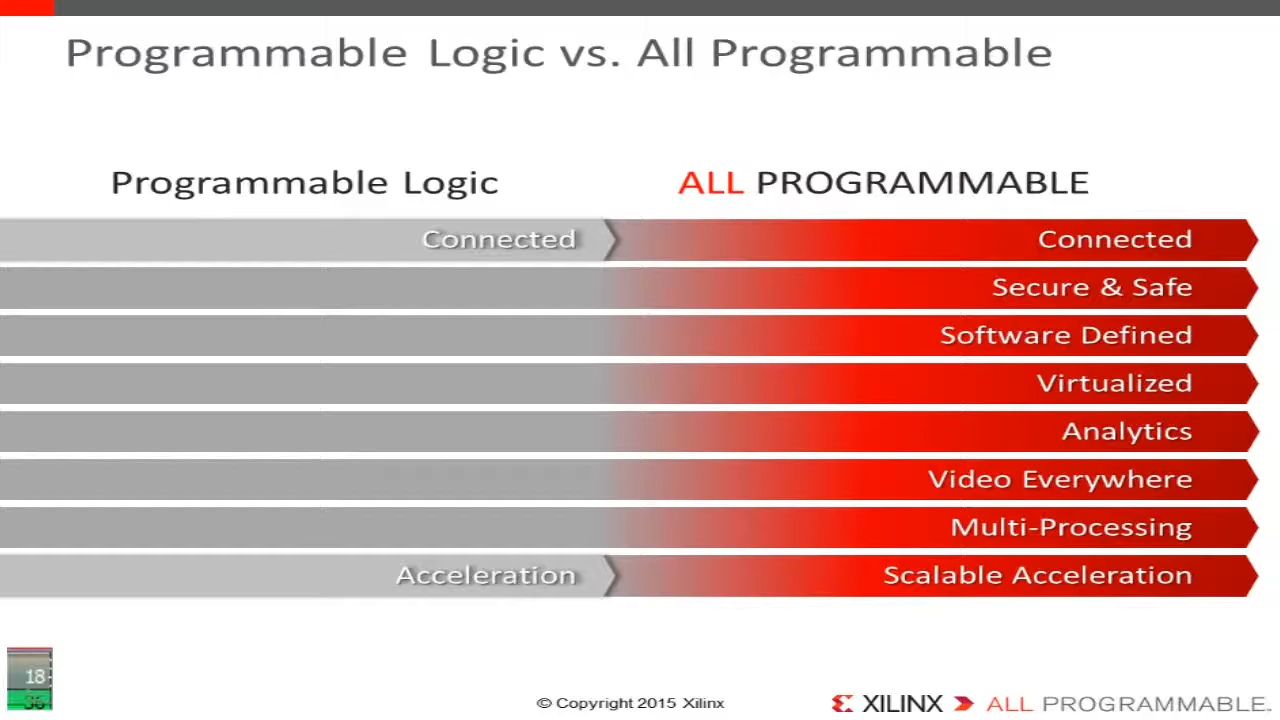 Programmable Logic vs. All Programmable
Programmable Logic
ALL PROGRAMMABLE
Connected
Connected
Secure & Safe
Software Defined
Virtualized
Analytics
Video Everywhere
Multi-Processing
Acceleration
Scalable Acceleration
18
36
© Copyright 2015 Xilinx
XILINX
ALL PROGRAMMABLE.